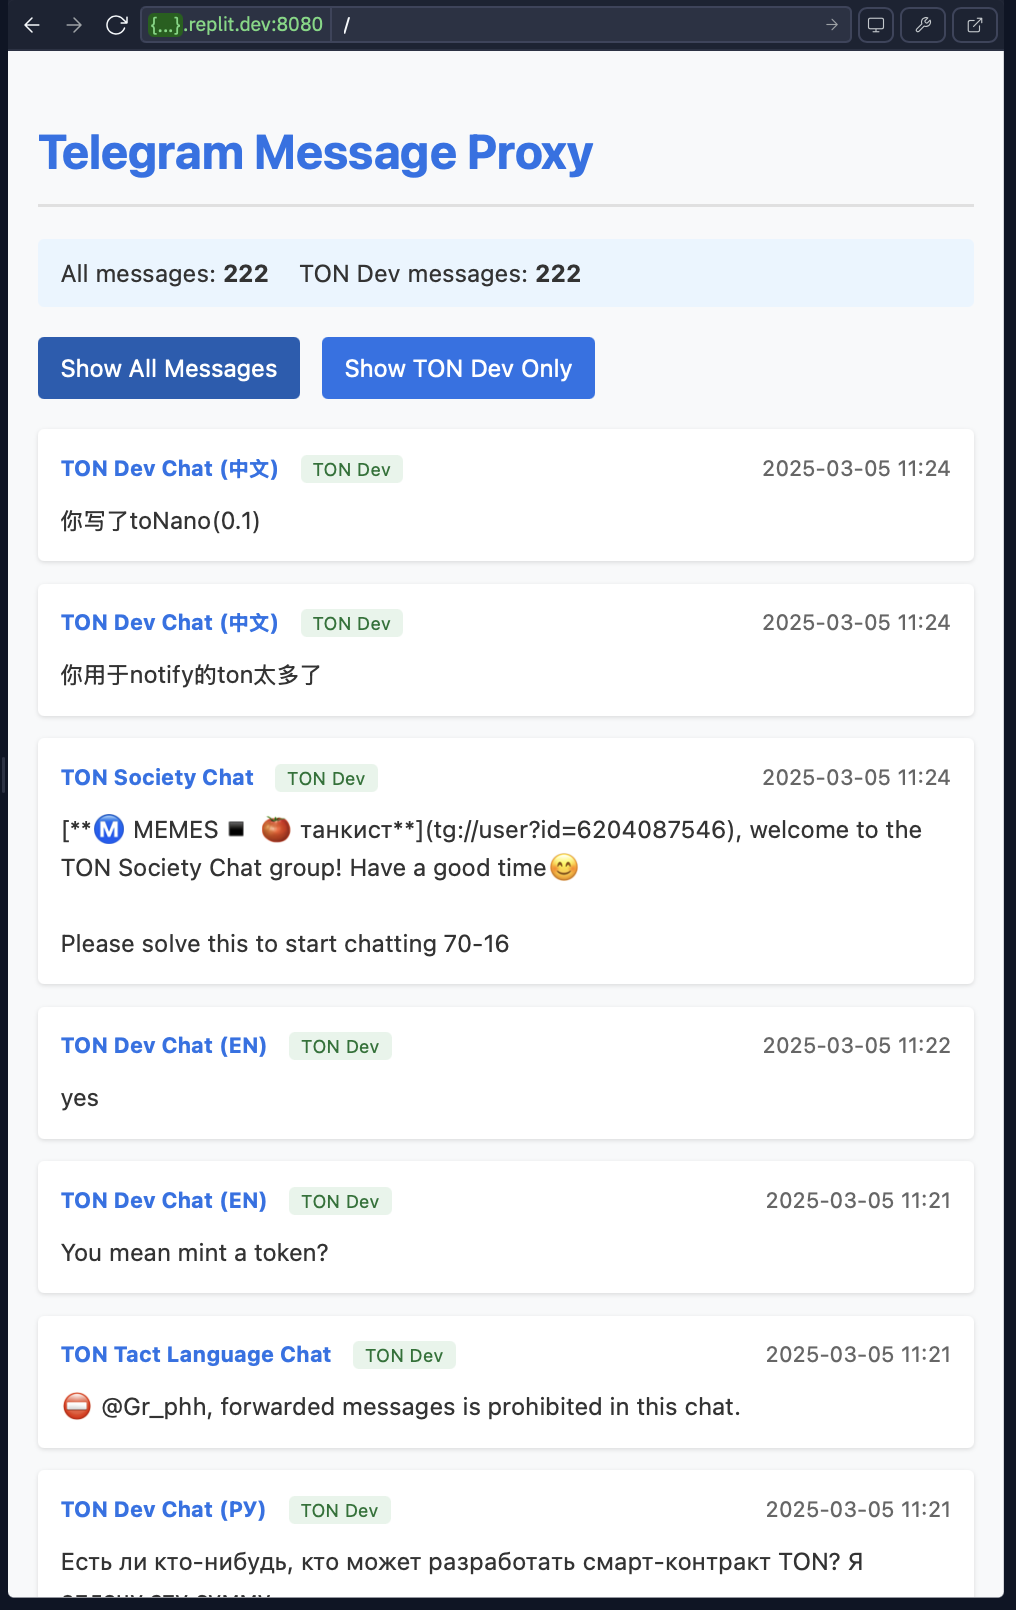 {...}.replit.dev:8080 /
Telegram Message Proxy
All messages: 222 TON Dev messages: 222
Show All Messages Show TON Dev Only
TON Dev Chat (中文) TON Dev 2025-03-05 11:24
你写了toNano(0.1)
TON Dev Chat (中文) TON Dev 2025-03-05 11:24
你用于notify的ton太多了
TON Society Chat TON Dev 2025-03-05 11:24
[**Ⓜ️ MEMES◾ 🍅 танкист**](tg://user?id=6204087546), welcome to the
TON Society Chat group! Have a good time😊
Please solve this to start chatting 70-16
TON Dev Chat (EN) TON Dev 2025-03-05 11:22
yes
TON Dev Chat (EN) TON Dev 2025-03-05 11:21
You mean mint a token?
TON Tact Language Chat TON Dev 2025-03-05 11:21
⛔ @Gr_phh, forwarded messages is prohibited in this chat.
TON Dev Chat (РУ) TON Dev 2025-03-05 11:21
Есть ли кто-нибудь, кто может разработать смарт-контракт TON? Я